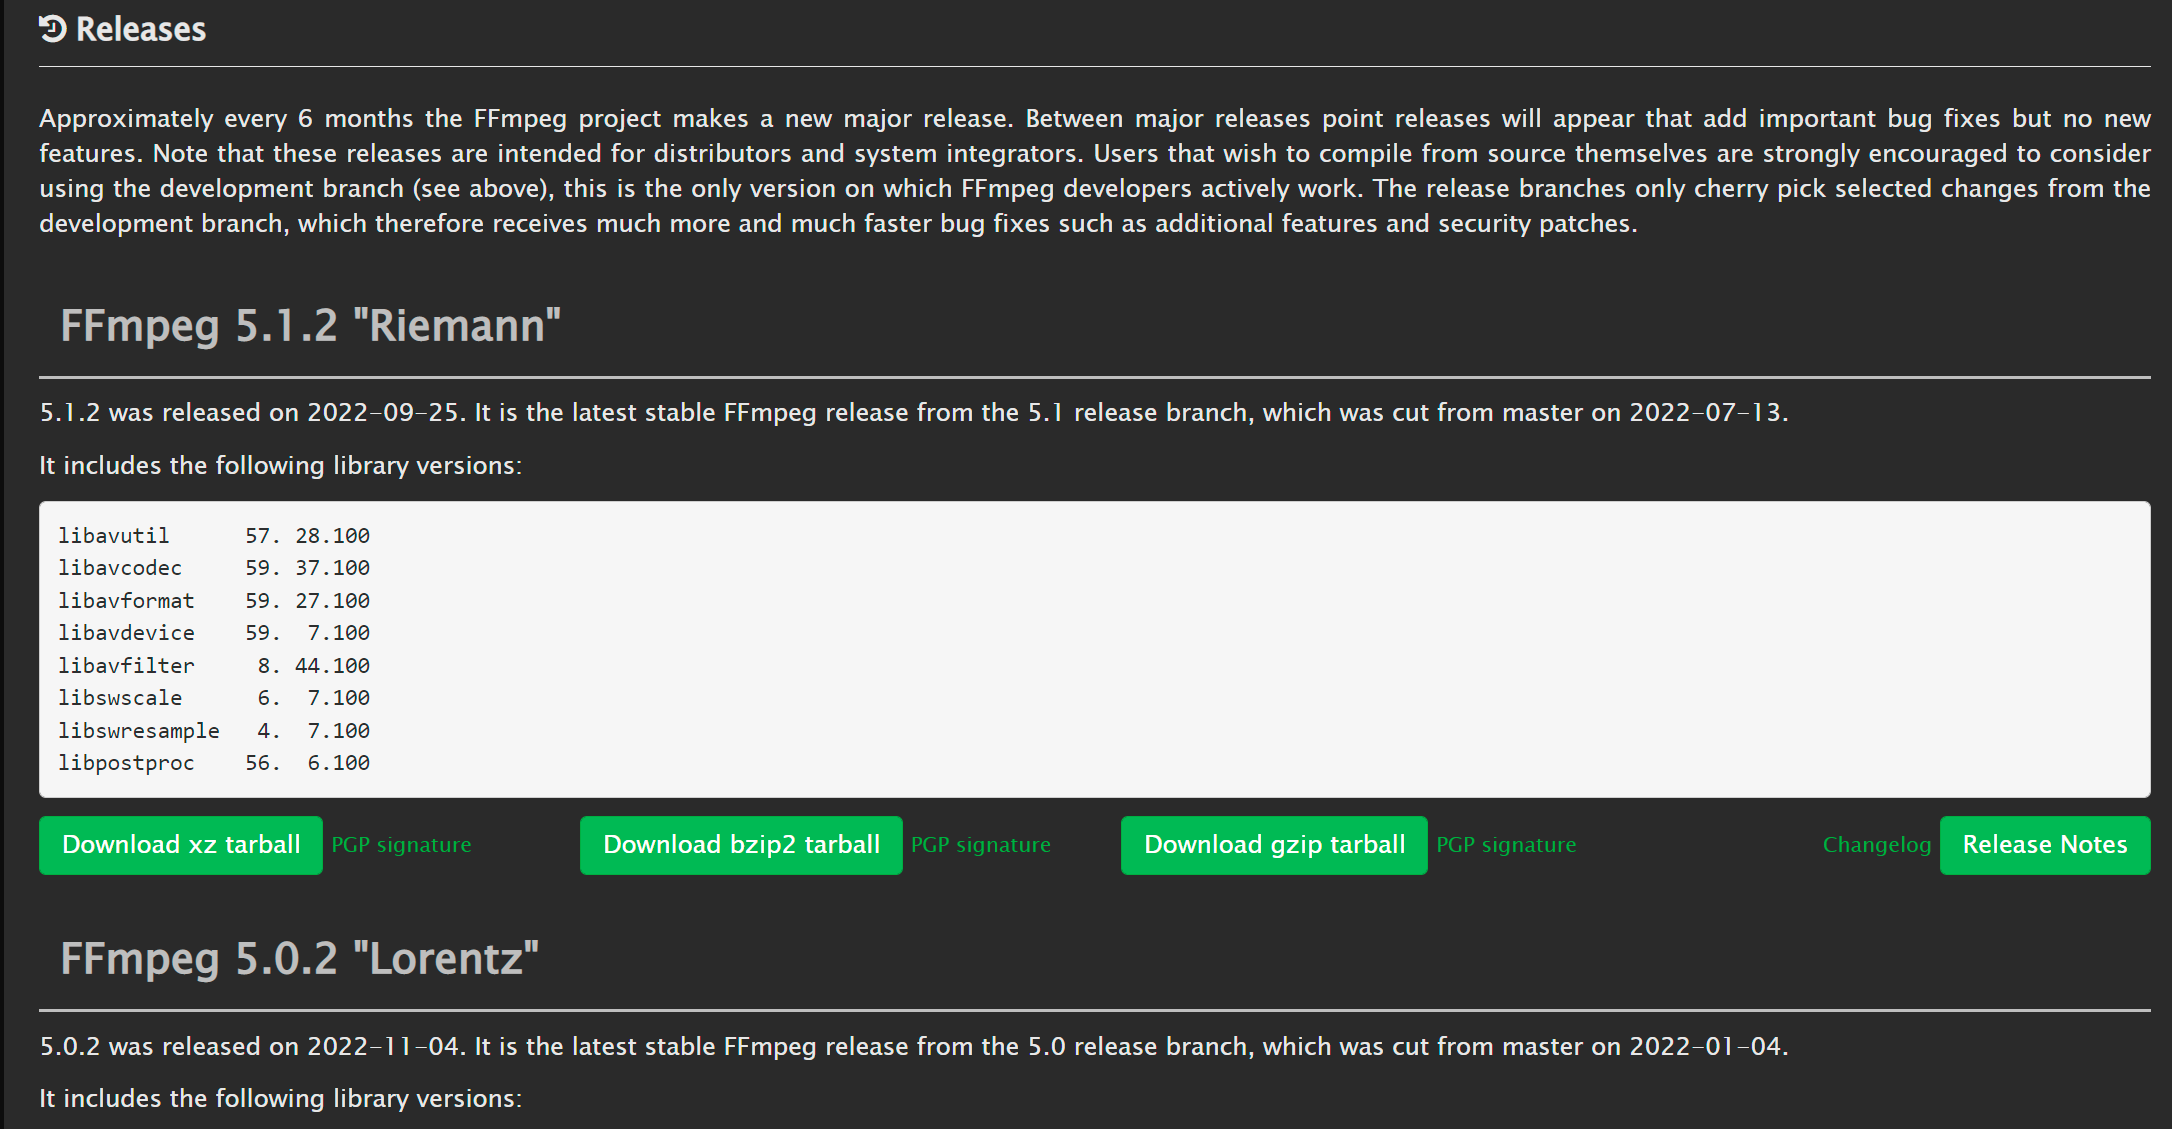 Releases
Approximately every 6 months the FFmpeg project makes a new major release. Between major releases point releases will appear that add important bug fixes but no new
features. Note that these releases are intended for distributors and system integrators. Users that wish to compile from source themselves are strongly encouraged to consider
using the development branch (see above), this is the only version on which FFmpeg developers actively work. The release branches only cherry pick selected changes from the
development branch, which therefore receives much more and much faster bug fixes such as additional features and security patches.
FFmpeg 5.1.2 "Riemann"
5.1.2 was released on 2022-09-25. It is the latest stable FFmpeg release from the 5.1 release branch, which was cut from master on 2022-07-13.
It includes the following library versions:
libavutil      57. 28.100
libavcodec     59. 37.100
libavformat    59. 27.100
libavdevice    59.  7.100
libavfilter     8. 44.100
libswscale      6.  7.100
libswresample   4.  7.100
libpostproc    56.  6.100
Download xz tarball PGP signature Download bzip2 tarball PGP signature Download gzip tarball PGP signature Changelog Release Notes
FFmpeg 5.0.2 "Lorentz"
5.0.2 was released on 2022-11-04. It is the latest stable FFmpeg release from the 5.0 release branch, which was cut from master on 2022-01-04.
It includes the following library versions: